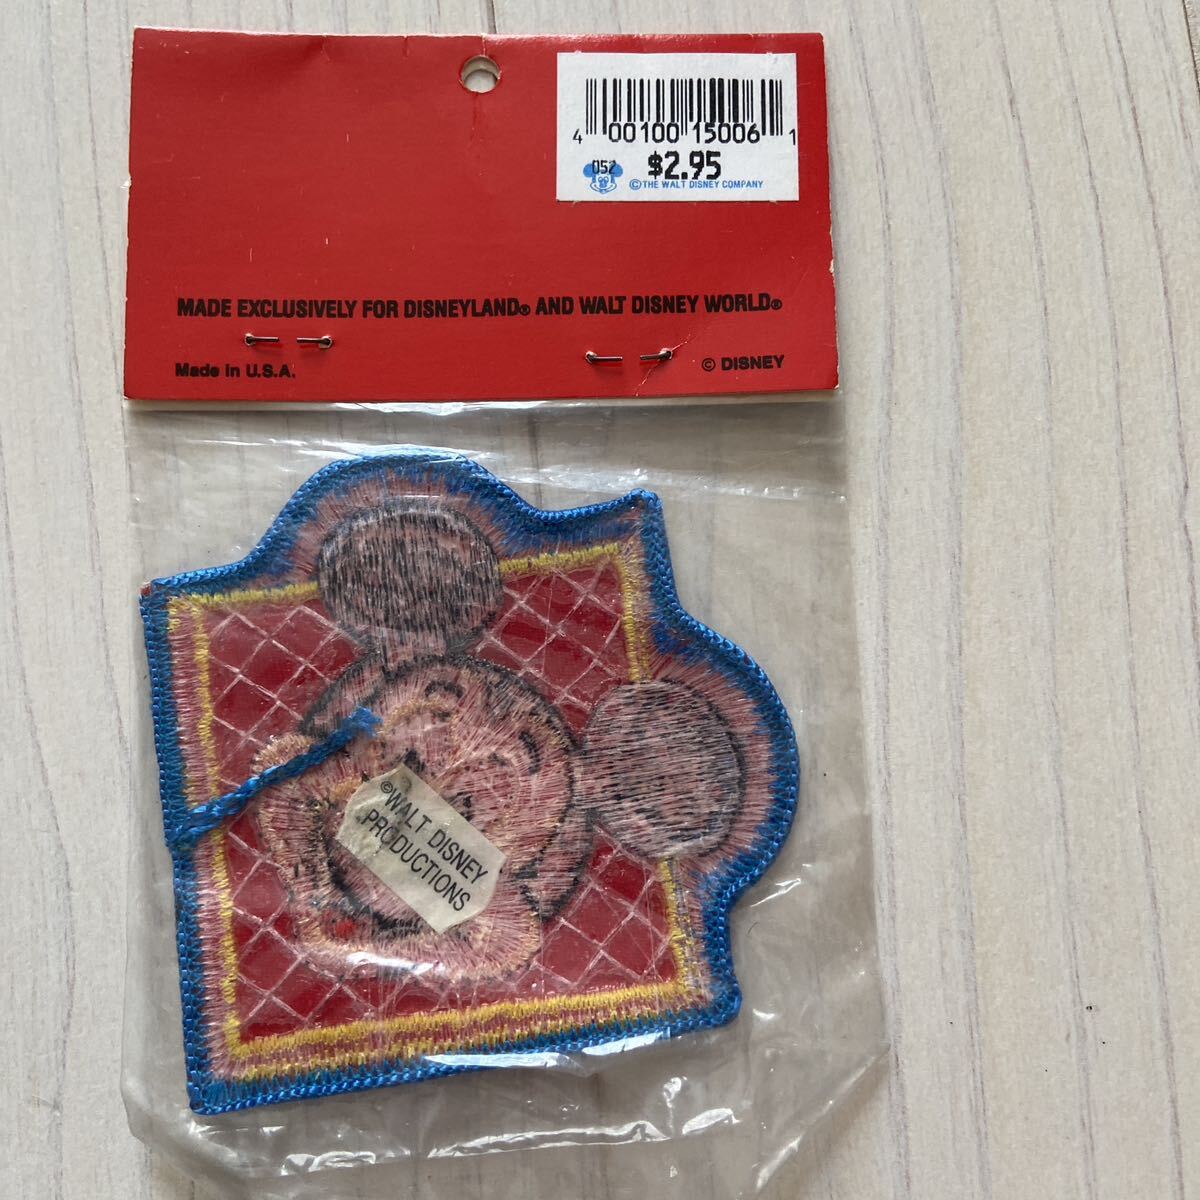 4 00100 15006 1
052 $2.95
©THE WALT DISNEY COMPANY
MADE EXCLUSIVELY FOR DISNEYLAND® AND WALT DISNEY WORLD®
Made in U.S.A.
© DISNEY
©WALT DISNEY
PRODUCTIONS